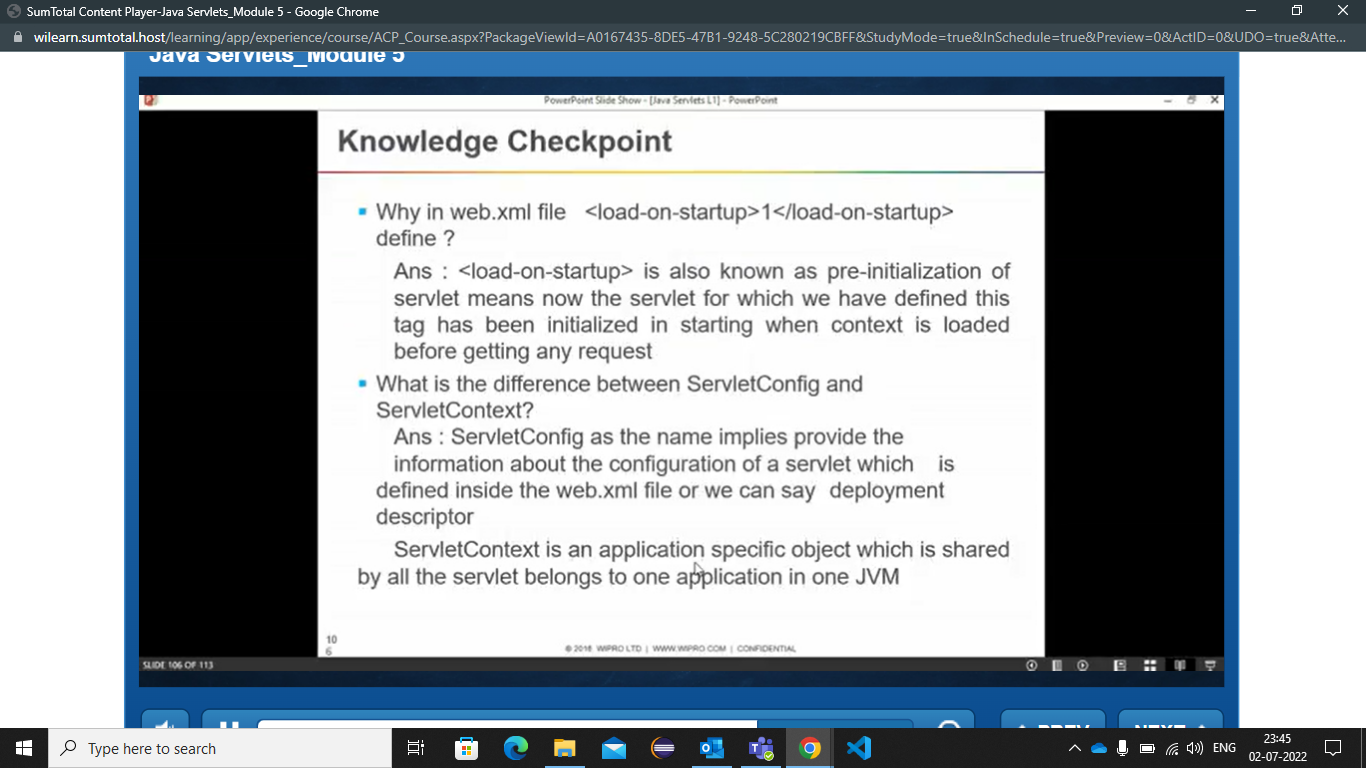 SumTotal Content Player-Java Servlets_Module 5 - Google Chrome
wilearn.sumtotal.host/learning/app/experience/course/ACP_Course.aspx?PackageViewId=A0167435-8DE5-47B1-9248-5C280219CBFF&StudyMode=true&InSchedule=true&Preview=0&ActID=0&UDO=true&Atte...
Java Servlets_Module 5
PowerPoint Slide Show - [Java Servlets L1] - PowerPoint
Knowledge Checkpoint
Why in web.xml file <load-on-startup>1</load-on-startup>
define ?
Ans : <load-on-startup> is also known as pre-initialization of
servlet means now the servlet for which we have defined this
tag has been initialized in starting when context is loaded
before getting any request
What is the difference between ServletConfig and
ServletContext?
Ans : ServletConfig as the name implies provide the
information about the configuration of a servlet which is
defined inside the web.xml file or we can say deployment
descriptor
ServletContext is an application specific object which is shared
by all the servlet belongs to one application in one JVM
10
6
© 2018 WIPRO LTD | WWW.WIPRO.COM | CONFIDENTIAL
SLIDE 106 OF 113
PREV
NEXT
Type here to search
ENG
23:45
02-07-2022